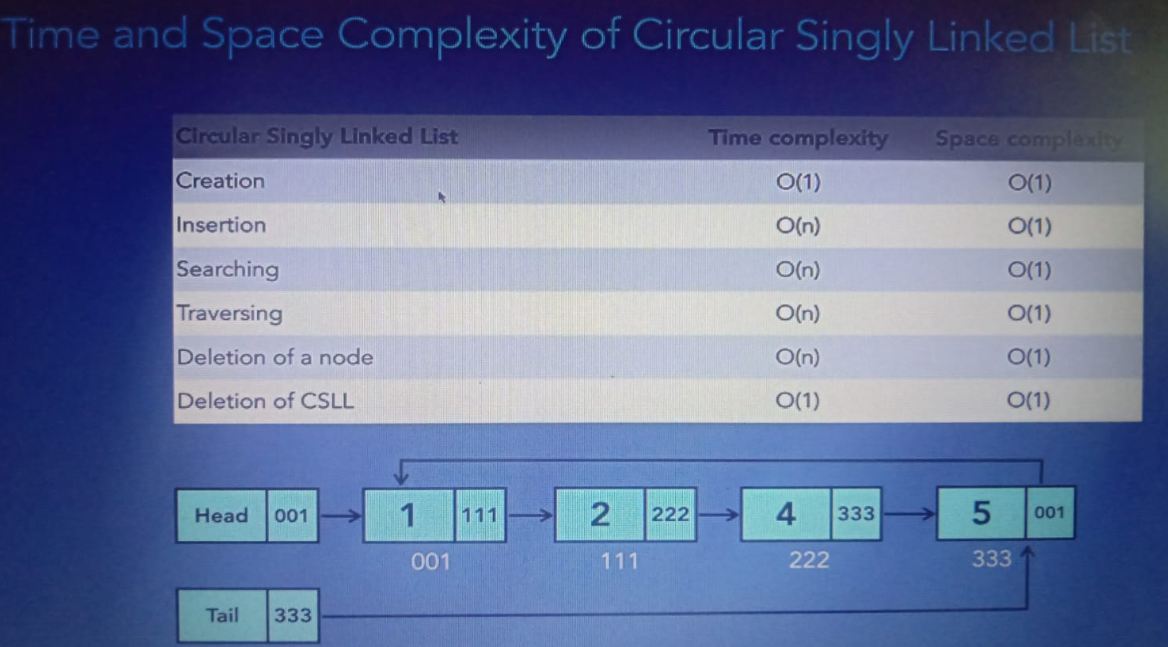 Time and Space Complexity of Circular Singly Linked List
Circular Singly Linked List Time complexity Space complexity
Creation O(1) O(1)
Insertion O(n) O(1)
Searching O(n) O(1)
Traversing O(n) O(1)
Deletion of a node O(n) O(1)
Deletion of CSLL O(1) O(1)
Head 001 1 111 2 222 4 333 5 001
001 111 222 333
Tail 333